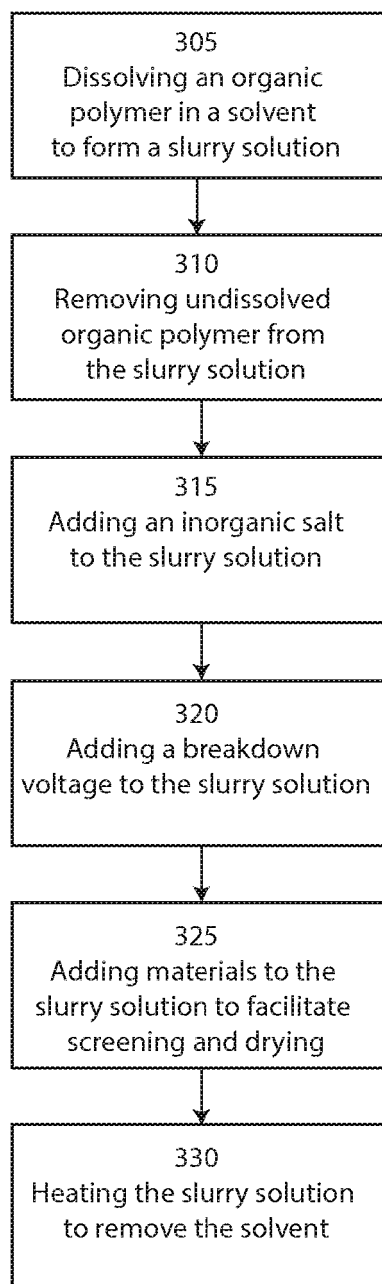 305
Dissolving an organic
polymer in a solvent
to form a slurry solution
310
Removing undissolved
organic polymer from
the slurry solution
315
Adding an inorganic salt
to the slurry solution
320
Adding a breakdown
voltage to the slurry solution
325
Adding materials to the
slurry solution to facilitate
screening and drying
330
Heating the slurry solution
to remove the solvent